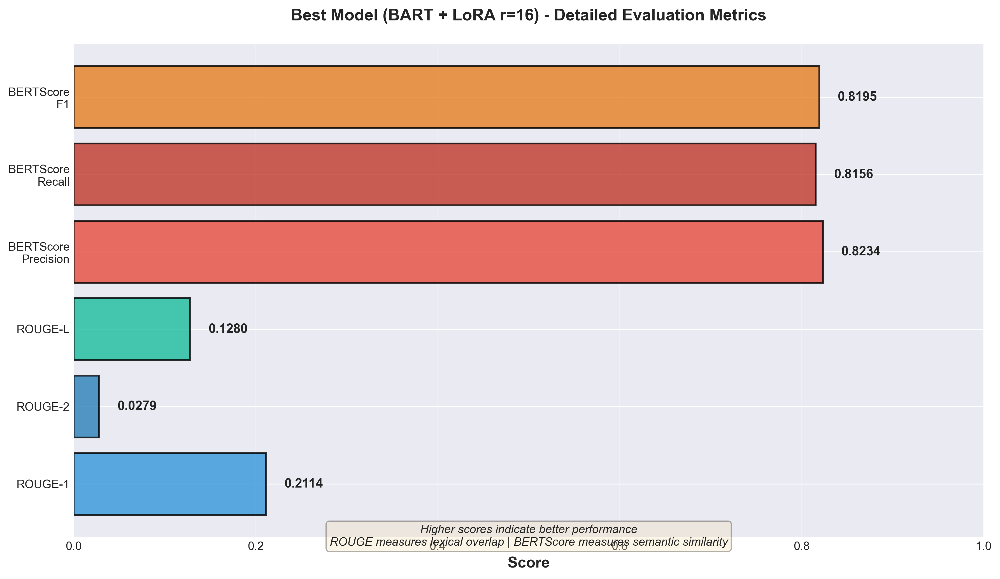 Best Model (BART + LoRA r=16) - Detailed Evaluation Metrics
BERTScore
F1
0.8195
BERTScore
Recall
0.8156
BERTScore
Precision
0.8234
ROUGE-L
0.1280
ROUGE-2
0.0279
ROUGE-1
0.2114
Higher scores indicate better performance
ROUGE measures lexical overlap | BERTScore measures semantic similarity
0.0 0.2 0.4 0.6 0.8 1.0
Score